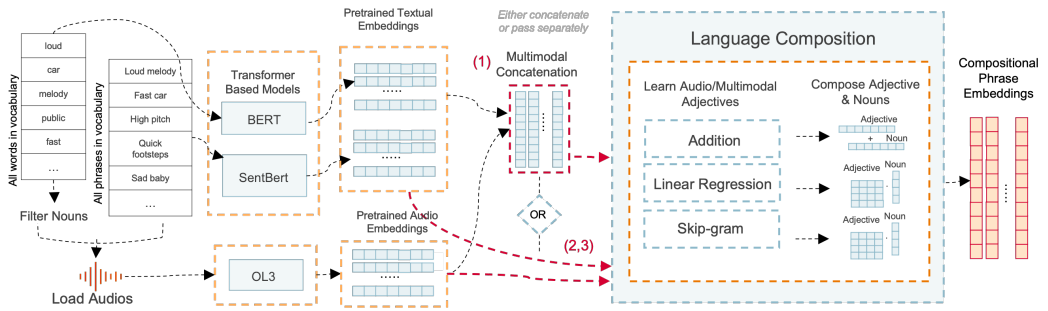 All words in vocabulary
loud
car
melody
public
fast
...
Filter Nouns
All phrases in vocabulary
Loud melody
Fast car
High pitch
Quick
footsteps
Sad baby
...
Load Audios
Transformer
Based Models
BERT
SentBert
OL3
Pretrained Textual
Embeddings
.....
.....
Pretrained Audio
Embeddings
.....
Either concatenate
or pass separately
(1)
Multimodal
Concatenation
....
OR
(2,3)
Language Composition
Learn Audio/Multimodal
Adjectives
Addition
Linear Regression
Skip-gram
Compose Adjective
& Nouns
Adjective
+ Noun
Adjective Noun
.
Adjective Noun
.
Compositional
Phrase
Embeddings
....